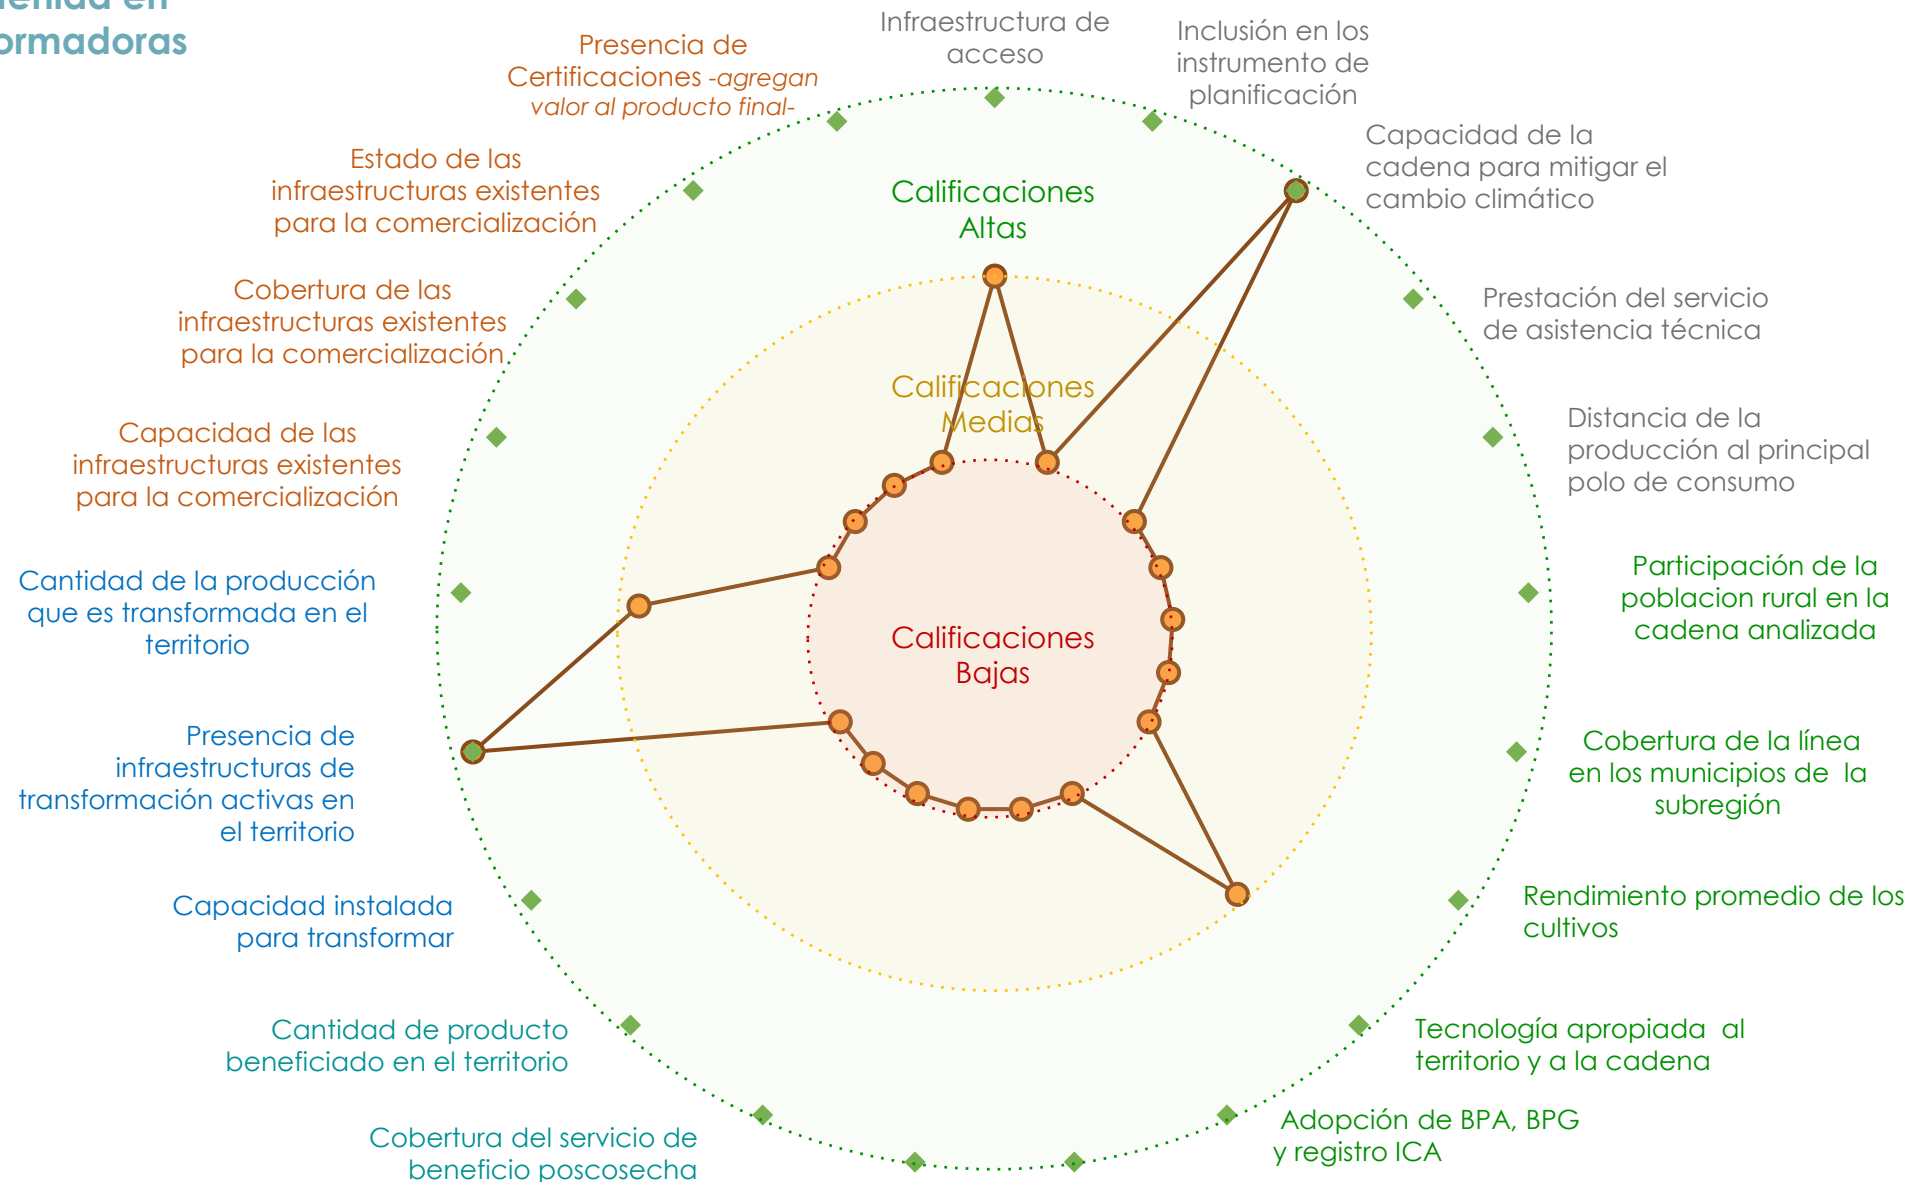 ormadoras
Infraestructura de
acceso
Inclusión en los
instrumento de
planificación
Capacidad de la
cadena para mitigar el
cambio climático
Prestación del servicio
de asistencia técnica
Distancia de la
producción al principal
polo de consumo
Participación de la
poblacion rural en la
cadena analizada
Cobertura de la línea
en los municipios de la
subregión
Rendimiento promedio de los
cultivos
Tecnología apropiada al
territorio y a la cadena
Adopción de BPA, BPG
y registro ICA
Cobertura del servicio de
beneficio poscosecha
Cantidad de producto
beneficiado en el territorio
Capacidad instalada
para transformar
Presencia de
infraestructuras de
transformación activas en
el territorio
Cantidad de la producción
que es transformada en el
territorio
Capacidad de las
infraestructuras existentes
para la comercialización
Cobertura de las
infraestructuras existentes
para la comercialización
Estado de las
infraestructuras existentes
para la comercialización
Presencia de
Certificaciones -agregan
valor al producto final-
Calificaciones
Altas
Calificaciones
Medias
Calificaciones
Bajas